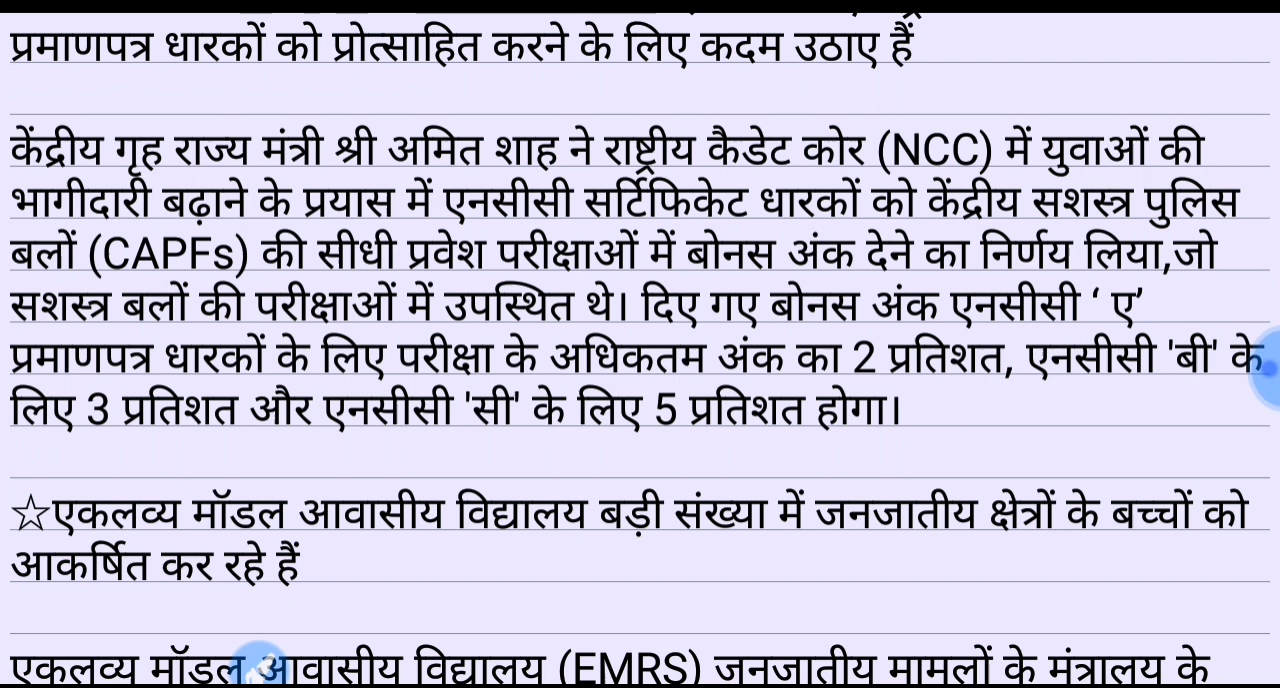 प्रमाणपत्र धारकों को प्रोत्साहित करने के लिए कदम उठाए हैं
केंद्रीय गृह राज्य मंत्री श्री अमित शाह ने राष्ट्रीय कैडेट कोर (NCC) में युवाओं की
भागीदारी बढ़ाने के प्रयास में एनसीसी सर्टिफिकेट धारकों को केंद्रीय सशस्त्र पुलिस
बलों (CAPFs) की सीधी प्रवेश परीक्षाओं में बोनस अंक देने का निर्णय लिया,जो
सशस्त्र बलों की परीक्षाओं में उपस्थित थे। दिए गए बोनस अंक एनसीसी ‘ ए’
प्रमाणपत्र धारकों के लिए परीक्षा के अधिकतम अंक का 2 प्रतिशत, एनसीसी 'बी' के
लिए 3 प्रतिशत और एनसीसी 'सी' के लिए 5 प्रतिशत होगा।
☆एकलव्य मॉडल आवासीय विद्यालय बड़ी संख्या में जनजातीय क्षेत्रों के बच्चों को
आकर्षित कर रहे हैं
एकलव्य मॉडल आवासीय विद्यालय (EMRS) जनजातीय मामलों के मंत्रालय के